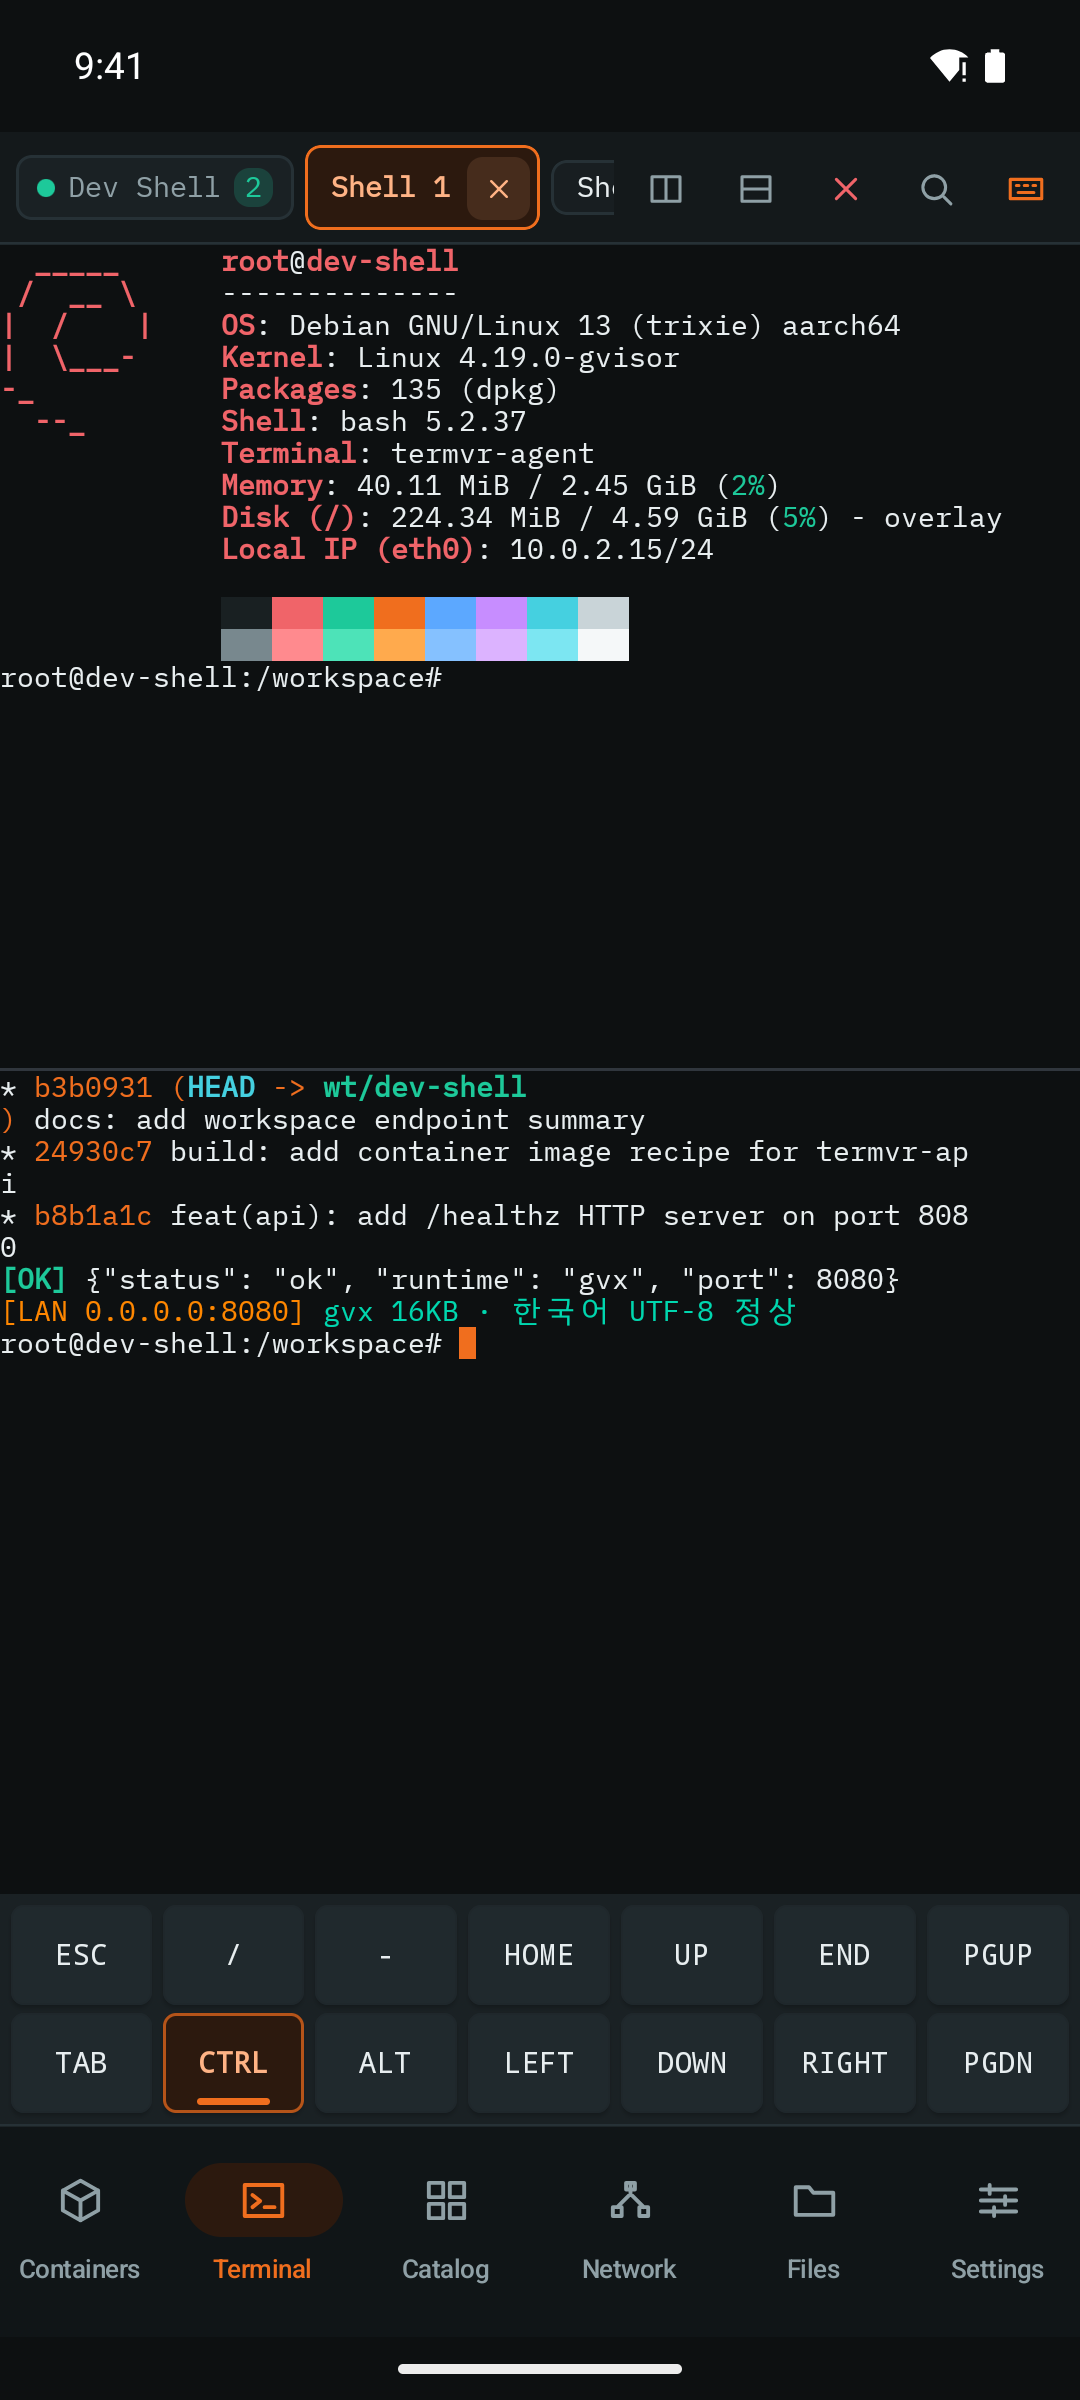 9:41
Dev Shell 2
Shell 1
She
root@dev-shell
--------------
OS: Debian GNU/Linux 13 (trixie) aarch64
Kernel: Linux 4.19.0-gvisor
Packages: 135 (dpkg)
Shell: bash 5.2.37
Terminal: termvr-agent
Memory: 40.11 MiB / 2.45 GiB (2%)
Disk (/): 224.34 MiB / 4.59 GiB (5%) - overlay
Local IP (eth0): 10.0.2.15/24
root@dev-shell:/workspace#
* b3b0931 (HEAD -> wt/dev-shell
) docs: add workspace endpoint summary
* 24930c7 build: add container image recipe for termvr-ap
i
* b8b1a1c feat(api): add /healthz HTTP server on port 808
0
[OK] {"status": "ok", "runtime": "gvx", "port": 8080}
[LAN 0.0.0.0:8080] gvx 16KB · 한국어 UTF-8 정상
root@dev-shell:/workspace#
ESC / - HOME UP END PGUP
TAB CTRL ALT LEFT DOWN RIGHT PGDN
Containers Terminal Catalog Network Files Settings